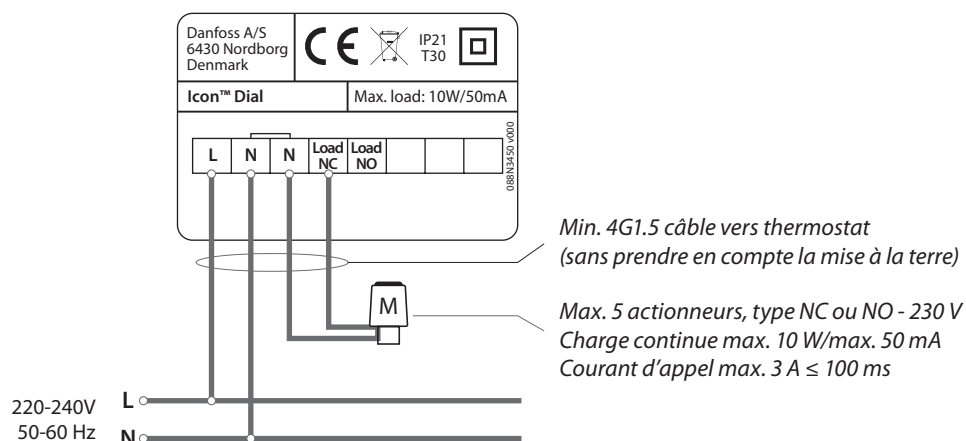 Danfoss A/S
6430 Nordborg
Denmark
IP21
T30
Icon™ Dial
Max. load: 10W/50mA
L N N Load NC Load NO
088N3450 v000
Min. 4G1.5 câble vers thermostat
(sans prendre en compte la mise à la terre)
M
Max. 5 actionneurs, type NC ou NO - 230 V
Charge continue max. 10 W/max. 50 mA
Courant d’appel max. 3 A ≤ 100 ms
220-240V
50-60 Hz
L
N